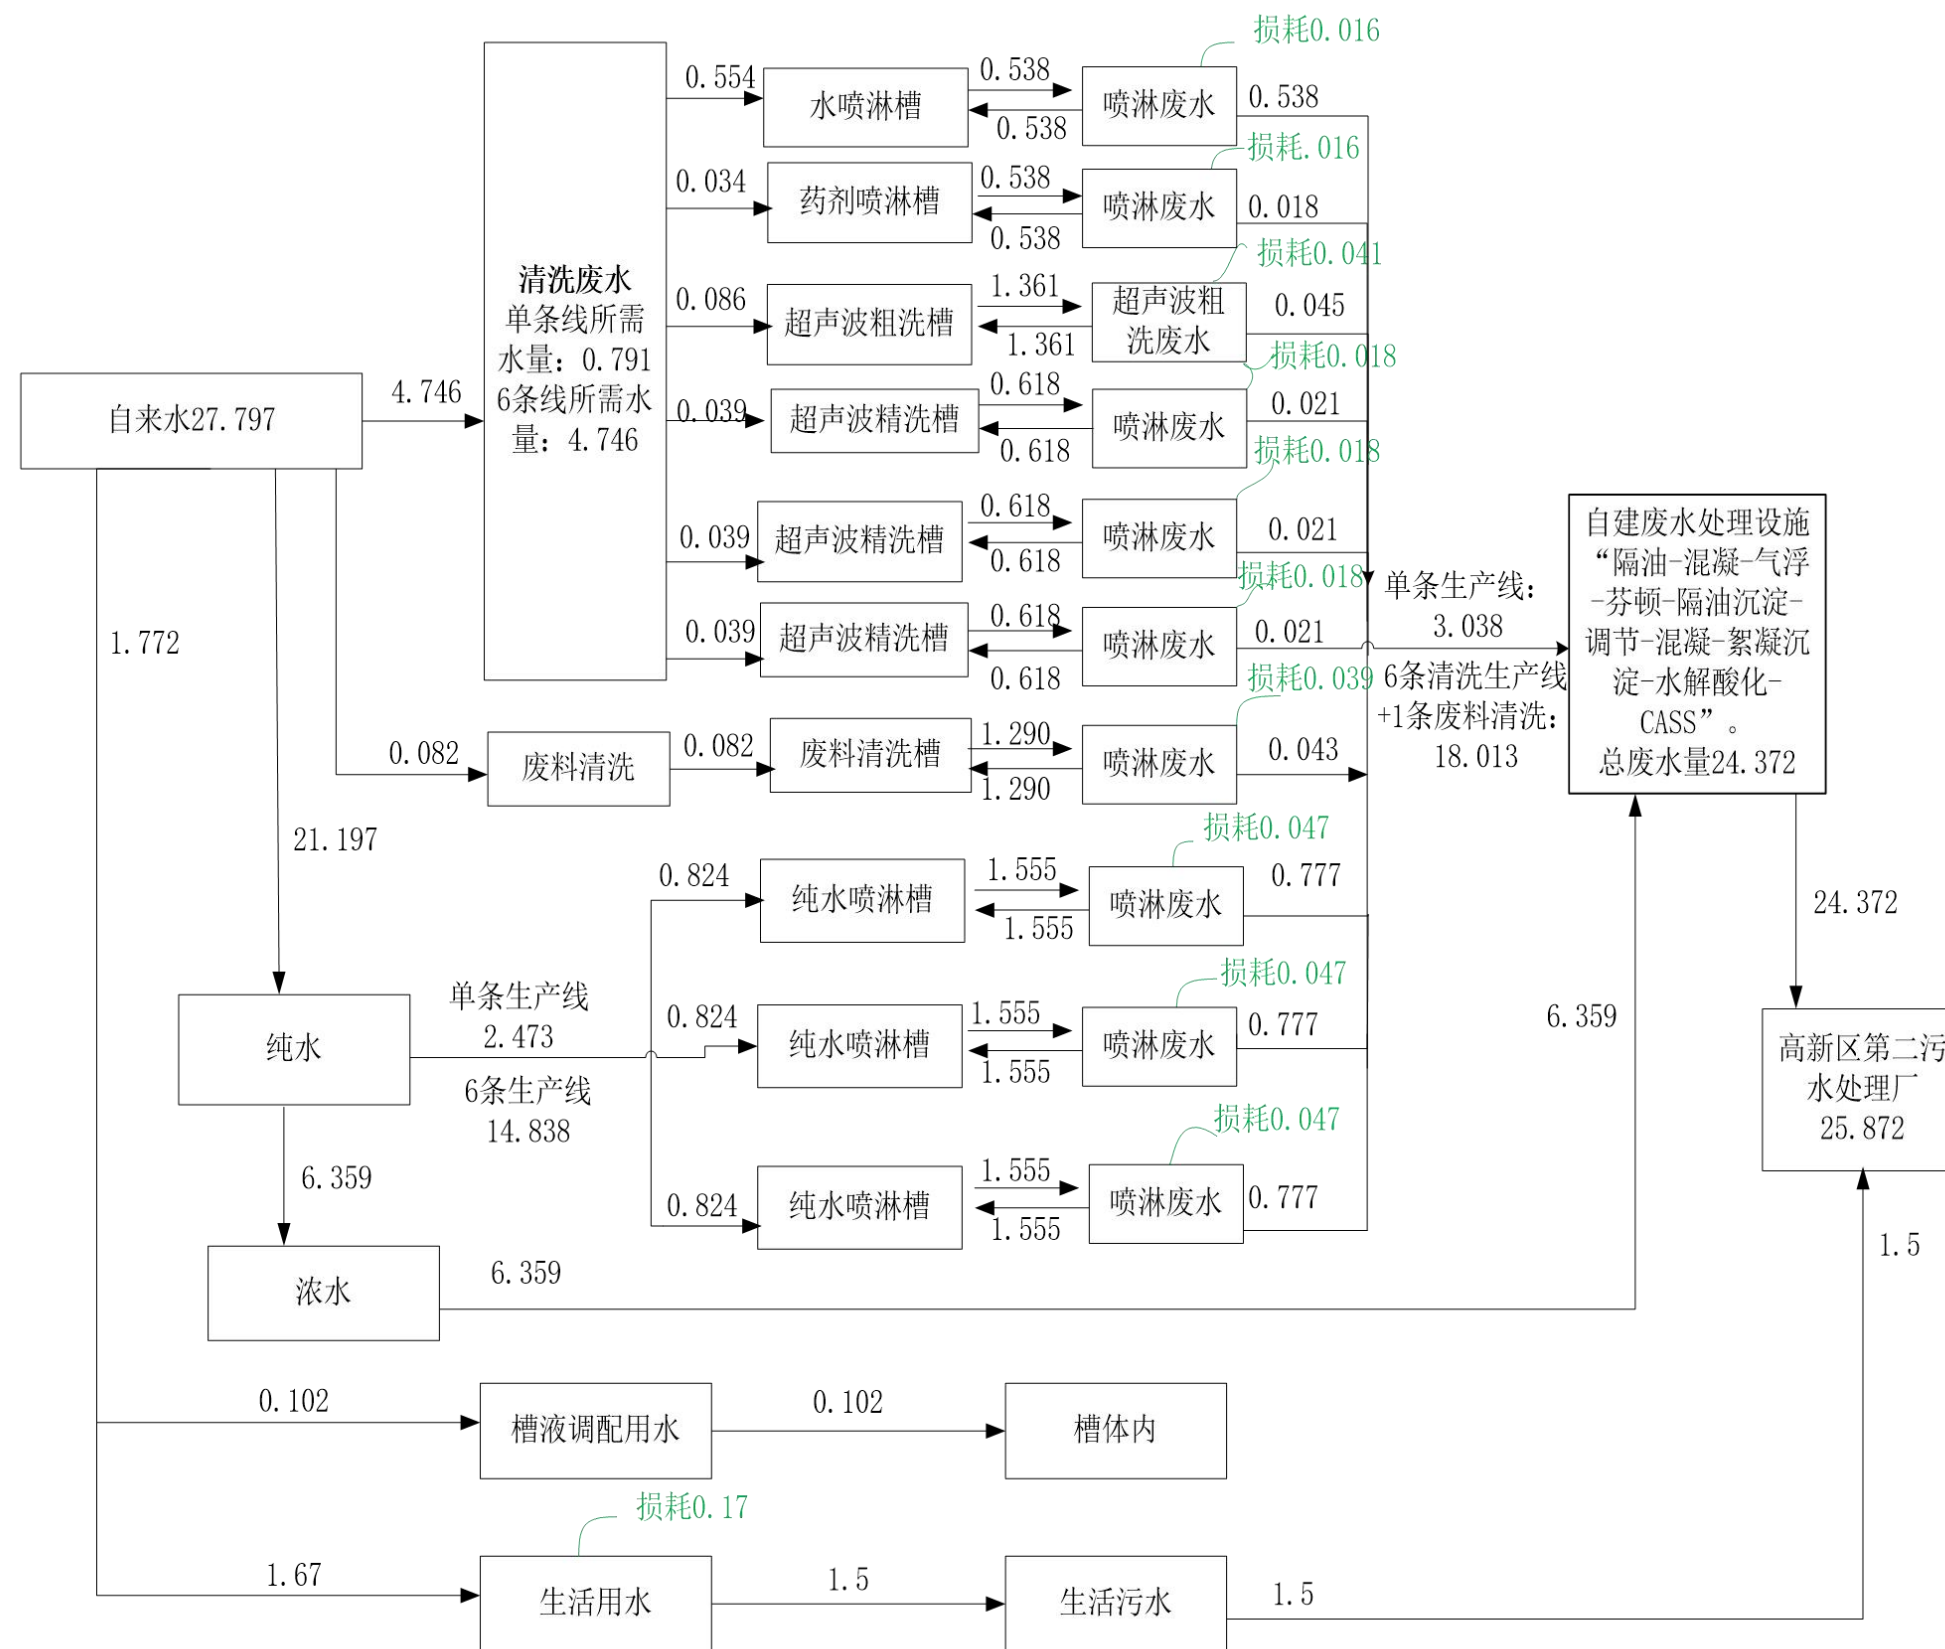 损耗0.016
0.554
水喷淋槽
0.538
0.538
喷淋废水
0.538
损耗.016
0.034
药剂喷淋槽
0.538
0.538
喷淋废水
0.018
损耗0.041
清洗废水
单条线所需
水量：0.791
6条线所需水
量：4.746
0.086
超声波粗洗槽
1.361
1.361
超声波粗
洗废水
0.045
损耗0.018
自来水27.797
4.746
0.039
超声波精洗槽
0.618
0.618
喷淋废水
0.021
损耗0.018
0.039
超声波精洗槽
0.618
0.618
喷淋废水
0.021
损耗0.018
0.039
超声波精洗槽
0.618
0.618
喷淋废水
0.021
损耗0.039
单条生产线：
3.038
6条清洗生产线
+1条废料清洗：
18.013
自建废水处理设施
“隔油-混凝-气浮
-芬顿-隔油沉淀-
调节-混凝-絮凝沉
淀-水解酸化-
CASS”。
总废水量24.372
1.772
0.082
废料清洗
0.082
废料清洗槽
1.290
1.290
喷淋废水
0.043
21.197
损耗0.047
0.824
纯水喷淋槽
1.555
1.555
喷淋废水
0.777
24.372
损耗0.047
纯水
单条生产线
2.473
6条生产线
14.838
0.824
纯水喷淋槽
1.555
1.555
喷淋废水
0.777
6.359
高新区第二污
水处理厂
25.872
损耗0.047
6.359
0.824
纯水喷淋槽
1.555
1.555
喷淋废水
0.777
1.5
浓水
6.359
0.102
槽液调配用水
0.102
槽体内
损耗0.17
1.67
生活用水
1.5
生活污水
1.5